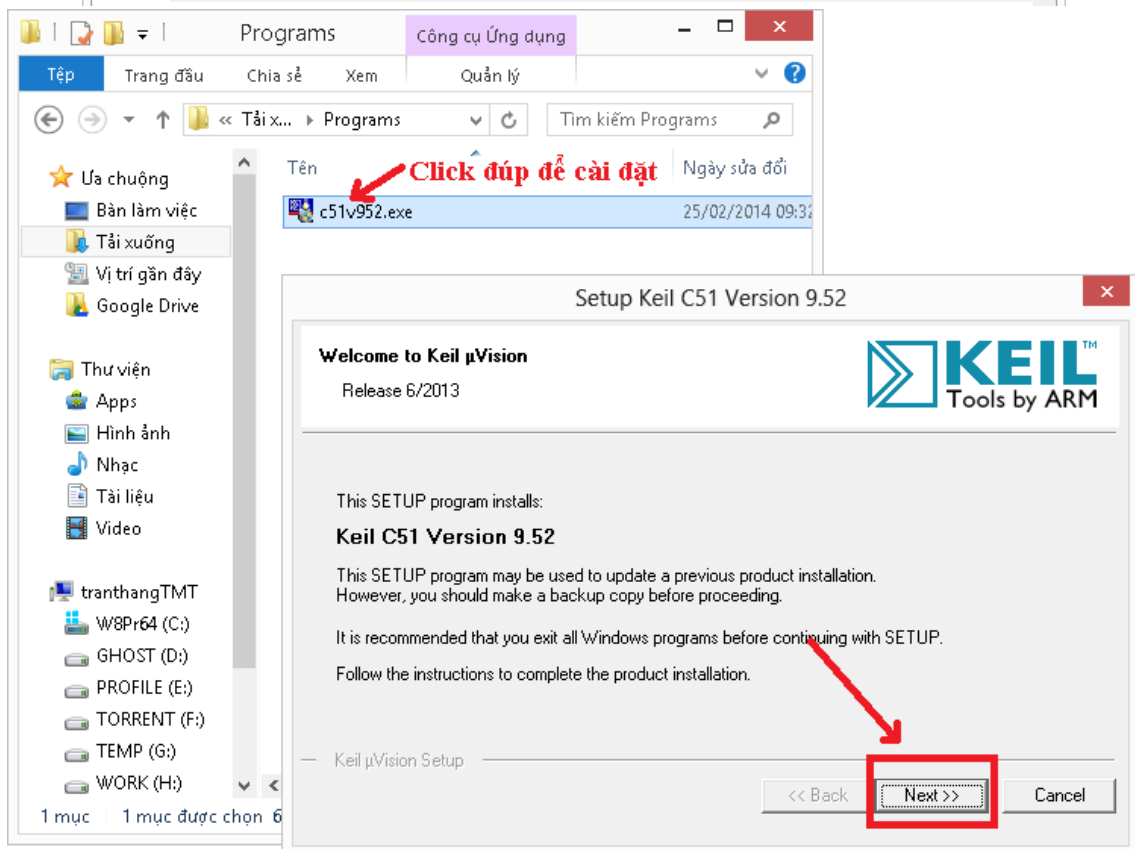 Programs
Công cụ Ứng dụng
Tệp Trang đầu Chia sẻ Xem Quản lý
« Tải x... Programs
Tìm kiếm Programs
Tên
Ngày sửa đổi
Click đúp để cài đặt
c51v952.exe
25/02/2014 09:32
Ưa chuộng
Bàn làm việc
Tải xuống
Vị trí gần đây
Google Drive
Thư viện
Apps
Hình ảnh
Nhạc
Tài liệu
Video
tranthangTMT
W8Pr64 (C:)
GHOST (D:)
PROFILE (E:)
TORRENT (F:)
TEMP (G:)
WORK (H:)
1 mục 1 mục được chọn 6
Setup Keil C51 Version 9.52
Welcome to Keil µVision
Release 6/2013
KEIL™
Tools by ARM
This SETUP program installs:
Keil C51 Version 9.52
This SETUP program may be used to update a previous product installation.
However, you should make a backup copy before proceeding.
It is recommended that you exit all Windows programs before continuing with SETUP.
Follow the instructions to complete the product installation.
Keil µVision Setup
<< Back Next >> Cancel